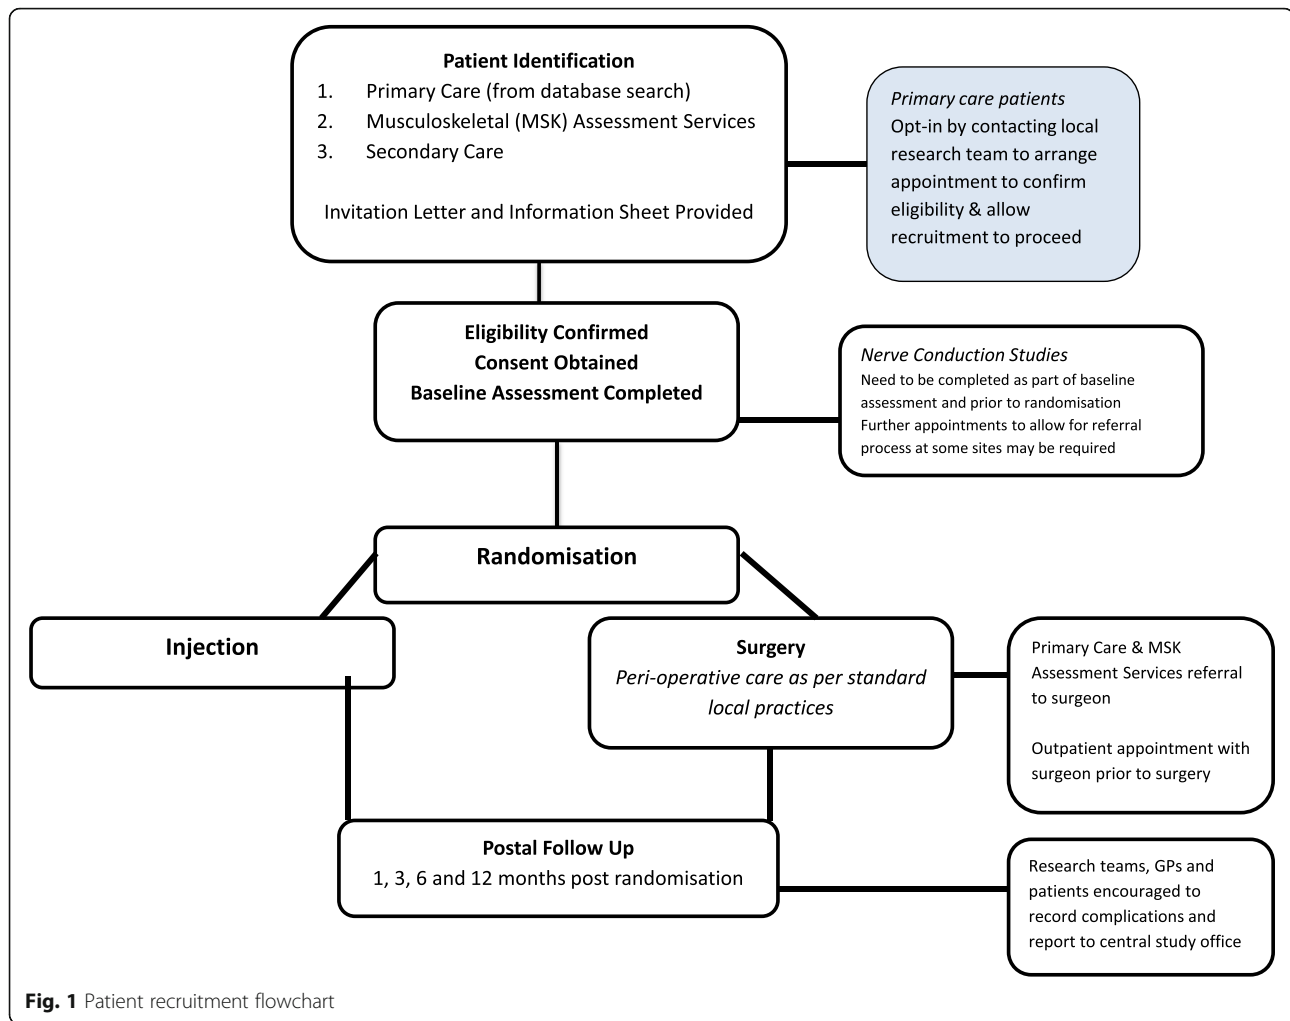 Patient Identification
1. Primary Care (from database search)
2. Musculoskeletal (MSK) Assessment Services
3. Secondary Care
Invitation Letter and Information Sheet Provided
Primary care patients
Opt-in by contacting local
research team to arrange
appointment to confirm
eligibility & allow
recruitment to proceed
Eligibility Confirmed
Consent Obtained
Baseline Assessment Completed
Nerve Conduction Studies
Need to be completed as part of baseline
assessment and prior to randomisation
Further appointments to allow for referral
process at some sites may be required
Randomisation
Injection
Surgery
Peri-operative care as per standard
local practices
Primary Care & MSK
Assessment Services referral
to surgeon
Outpatient appointment with
surgeon prior to surgery
Postal Follow Up
1, 3, 6 and 12 months post randomisation
Research teams, GPs and
patients encouraged to
record complications and
report to central study office
Fig. 1 Patient recruitment flowchart